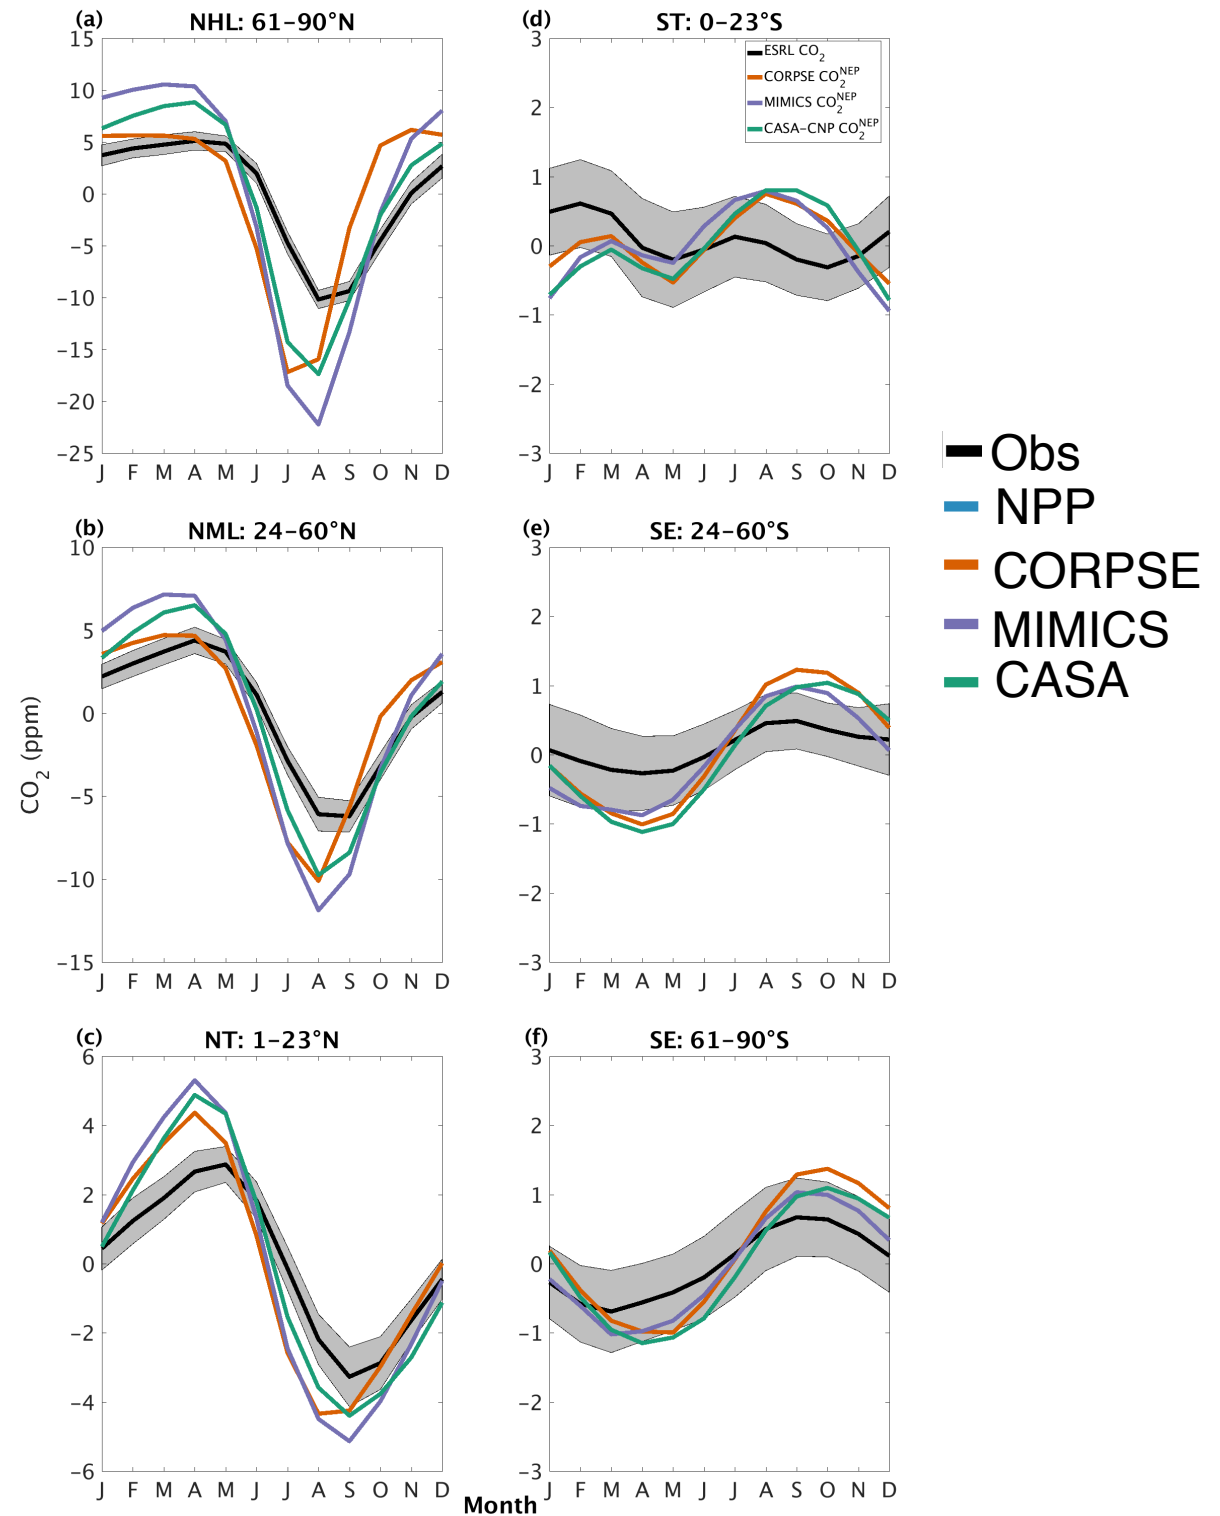 (a) NHL: 61–90°N
15
10
5
0
−5
−10
−15
−20
−25
J F M A M J J A S O N D
(d) ST: 0–23°S
ESRL CO2
CORPSE CO2NEP
MIMICS CO2NEP
CASA–CNP CO2NEP
3
2
1
0
−1
−2
−3
J F M A M J J A S O N D
(b) NML: 24–60°N
10
5
0
−5
−10
−15
J F M A M J J A S O N D
CO2 (ppm)
(e) SE: 24–60°S
3
2
1
0
−1
−2
−3
J F M A M J J A S O N D
(c) NT: 1–23°N
6
4
2
0
−2
−4
−6
J F M A M J J A S O N D
(f) SE: 61–90°S
3
2
1
0
−1
−2
−3
J F M A M J J A S O N D
Month
Obs
NPP
CORPSE
MIMICS
CASA